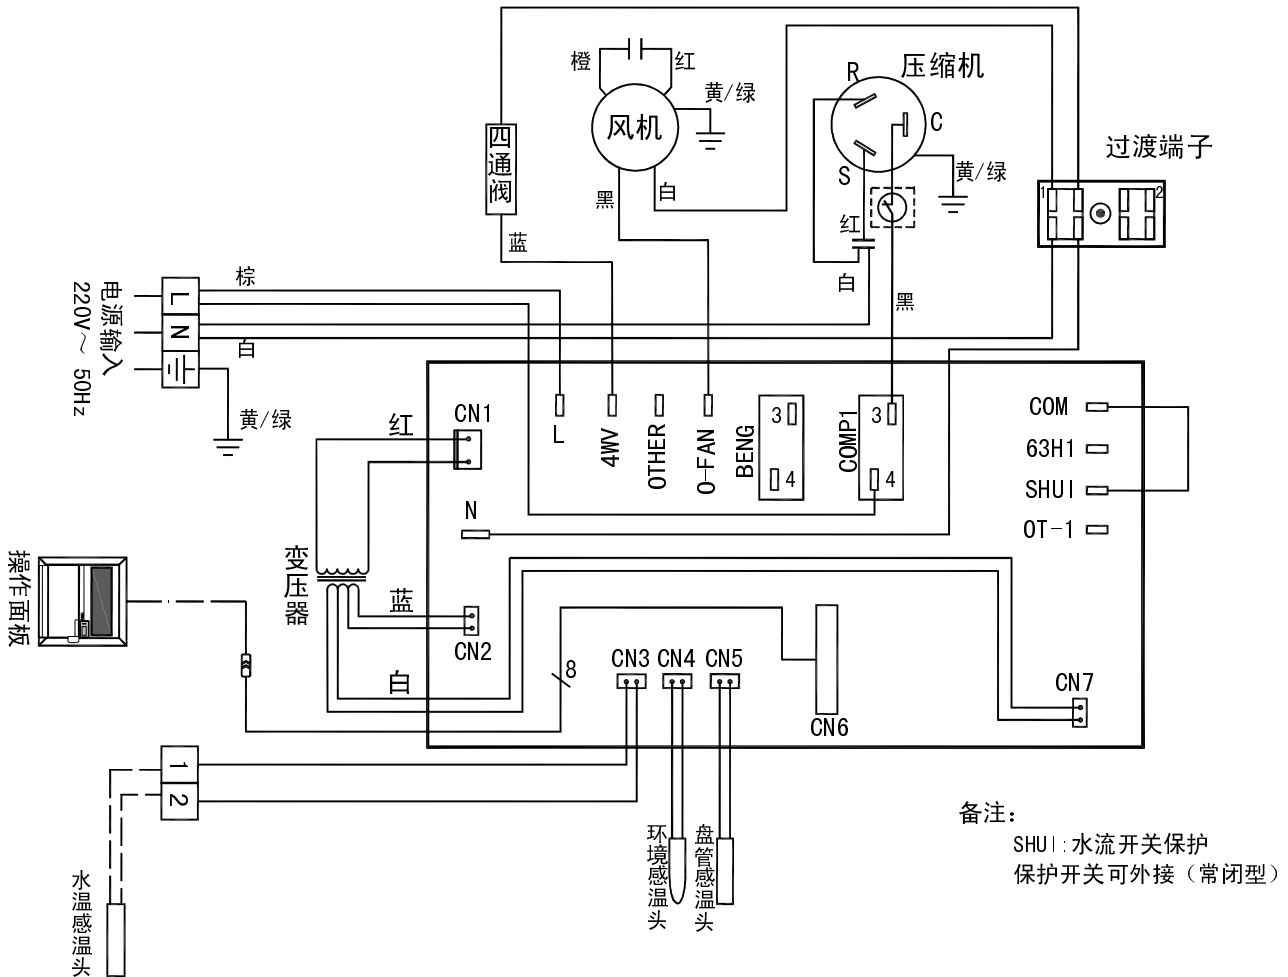 橙
红
黄/绿
风机
黑
白
四通阀
蓝
R
压缩机
C
S
黄/绿
红
白
黑
过渡端子
1
2
棕
电源输入
220V～ 50Hz
L
N
白
黄/绿
CN1
红
L
4WV
OTHER
O-FAN
BENG
3
4
COMP1
3
4
COM
63H1
SHUI
OT-1
N
变压器
蓝
CN2
白
操作面板
8
CN3
CN4
CN5
CN6
CN7
1
2
水温感温头
环境感温头
盘管感温头
备注：
SHUI：水流开关保护
保护开关可外接（常闭型）